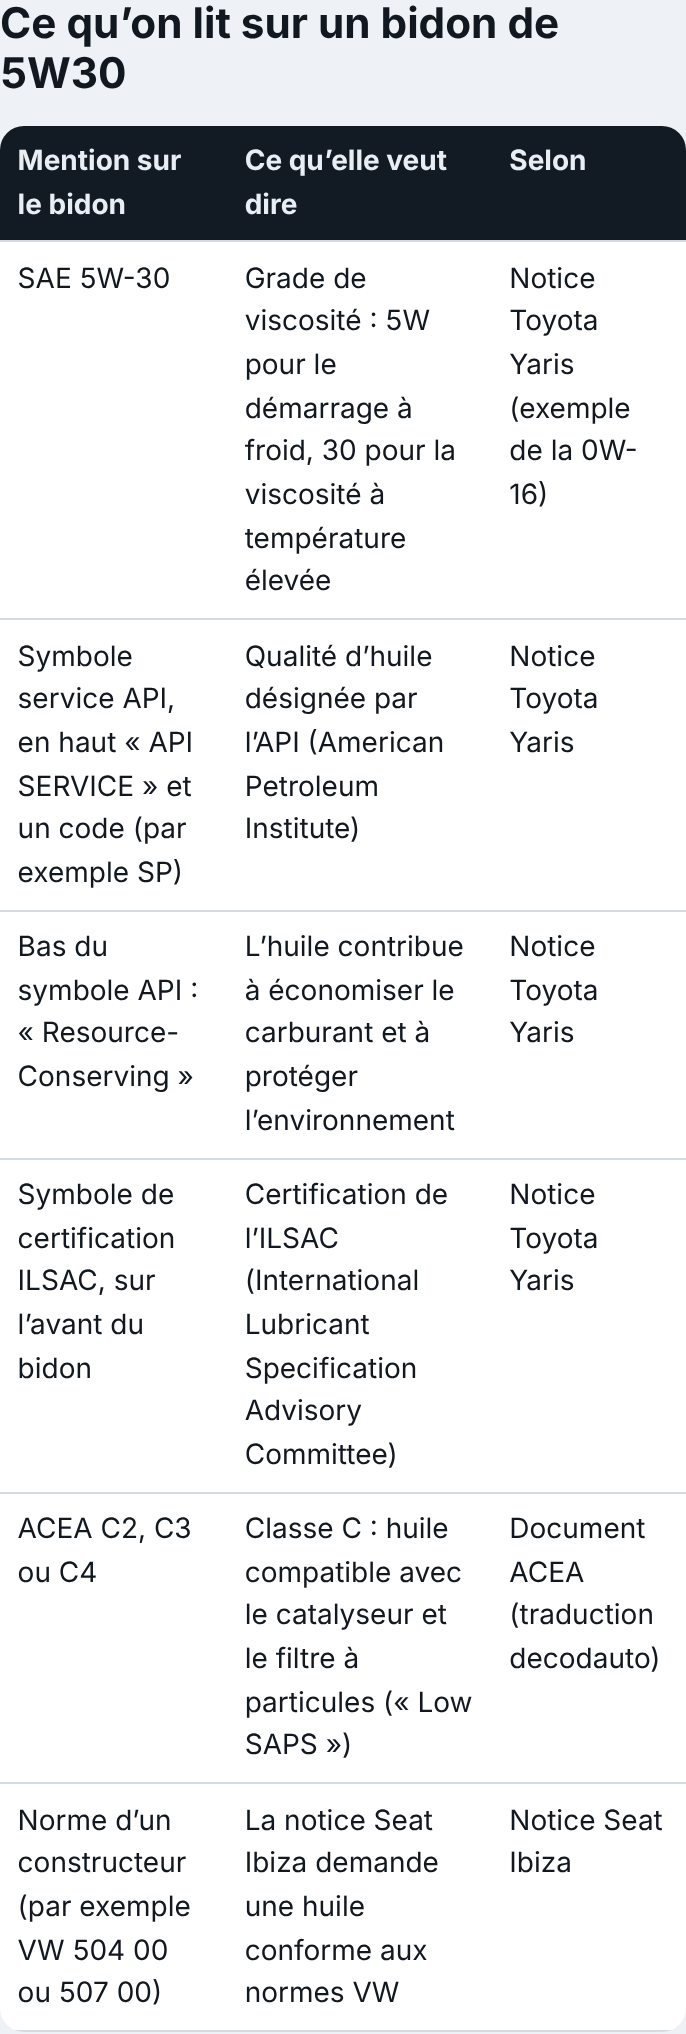 Ce qu’on lit sur un bidon de
5W30
Mention sur
le bidon
Ce qu’elle veut
dire
Selon
SAE 5W-30
Grade de
viscosité : 5W
pour le
démarrage à
froid, 30 pour la
viscosité à
température
élevée
Notice
Toyota
Yaris
(exemple
de la 0W-
16)
Symbole
service API,
en haut « API
SERVICE » et
un code (par
exemple SP)
Qualité d’huile
désignée par
l’API (American
Petroleum
Institute)
Notice
Toyota
Yaris
Bas du
symbole API :
« Resource-
Conserving »
L’huile contribue
à économiser le
carburant et à
protéger
l’environnement
Notice
Toyota
Yaris
Symbole de
certification
ILSAC, sur
l’avant du
bidon
Certification de
l’ILSAC
(International
Lubricant
Specification
Advisory
Committee)
Notice
Toyota
Yaris
ACEA C2, C3
ou C4
Classe C : huile
compatible avec
le catalyseur et
le filtre à
particules (« Low
SAPS »)
Document
ACEA
(traduction
decodauto)
Norme d’un
constructeur
(par exemple
VW 504 00
ou 507 00)
La notice Seat
Ibiza demande
une huile
conforme aux
normes VW
Notice Seat
Ibiza